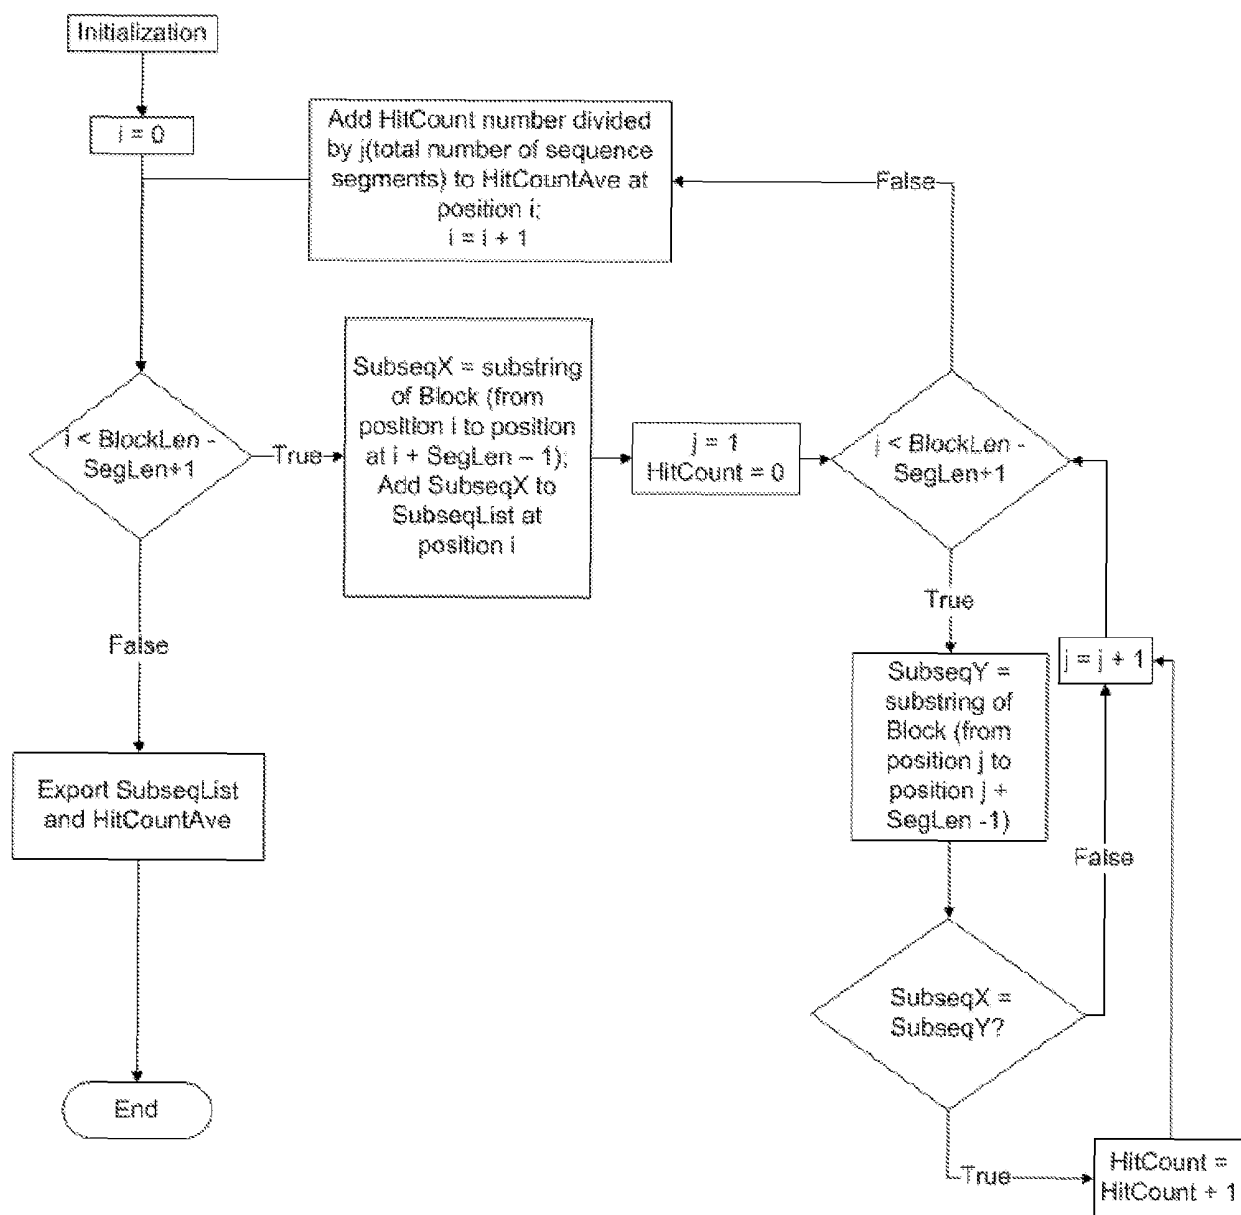 Initialization
i = 0
Add HitCount number divided
by j(total number of sequence
segments) to HitCountAve at
position i;
i = i + 1
False
i < BlockLen -
SegLen+1
True
SubseqX = substring
of Block (from
position i to position
at i + SegLen – 1);
Add SubseqX to
SubseqList at
position i
j = 1
HitCount = 0
j < BlockLen -
SegLen+1
True
False
j = j + 1
SubseqY =
substring of
Block (from
position j to
position j +
SegLen -1)
Export SubseqList
and HitCountAve
False
SubseqX =
SubseqY?
End
True
HitCount =
HitCount + 1